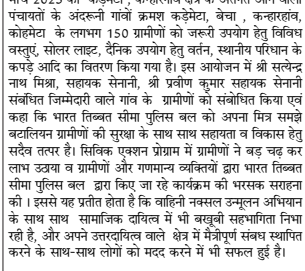 पंचायतों के अंदरूनी गांवों क्रमश कड़ेमेटा, बेचा , कन्हारहांव,
कोहमेटा के लगभग 150 ग्रामीणों को जरूरी उपयोग हेतु विविध
वस्तुएं, सोलर लाइट, दैनिक उपयोग हेतु वर्तन, स्थानीय परिधान के
कपड़े आदि का वितरण किया गया है। इस आयोजन में श्री सत्येन्द्र
नाथ मिश्रा, सहायक सेनानी, श्री प्रवीण कुमार सहायक सेनानी
संबंधित जिम्मेदारी वाले गांव के ग्रामीणों को संबोधित किया एवं
कहा कि भारत तिब्बत सीमा पुलिस बल को अपना मित्र समझे
बटालियन ग्रामीणों की सुरक्षा के साथ साथ सहायता व विकास हेतु
सदैव तत्पर है। सिविक एक्शन प्रोग्राम में ग्रामीणों ने बड़ चढ़ कर
लाभ उठाया व ग्रामीणों और गणमान्य व्यक्तियों द्वारा भारत तिब्बत
सीमा पुलिस बल द्वारा किए जा रहे कार्यक्रम की भरसक सराहना
की । इससे यह प्रतीत होता है कि वाहिनी नक्सल उन्मूलन अभियान
के साथ साथ सामाजिक दायित्व में भी बखूबी सहभागिता निभा
रही है, और अपने उत्तरदायित्व वाले क्षेत्र में मैत्रीपूर्ण संबंध स्थापित
करने के साथ-साथ लोगों को मदद करने में भी सफल हुई है।